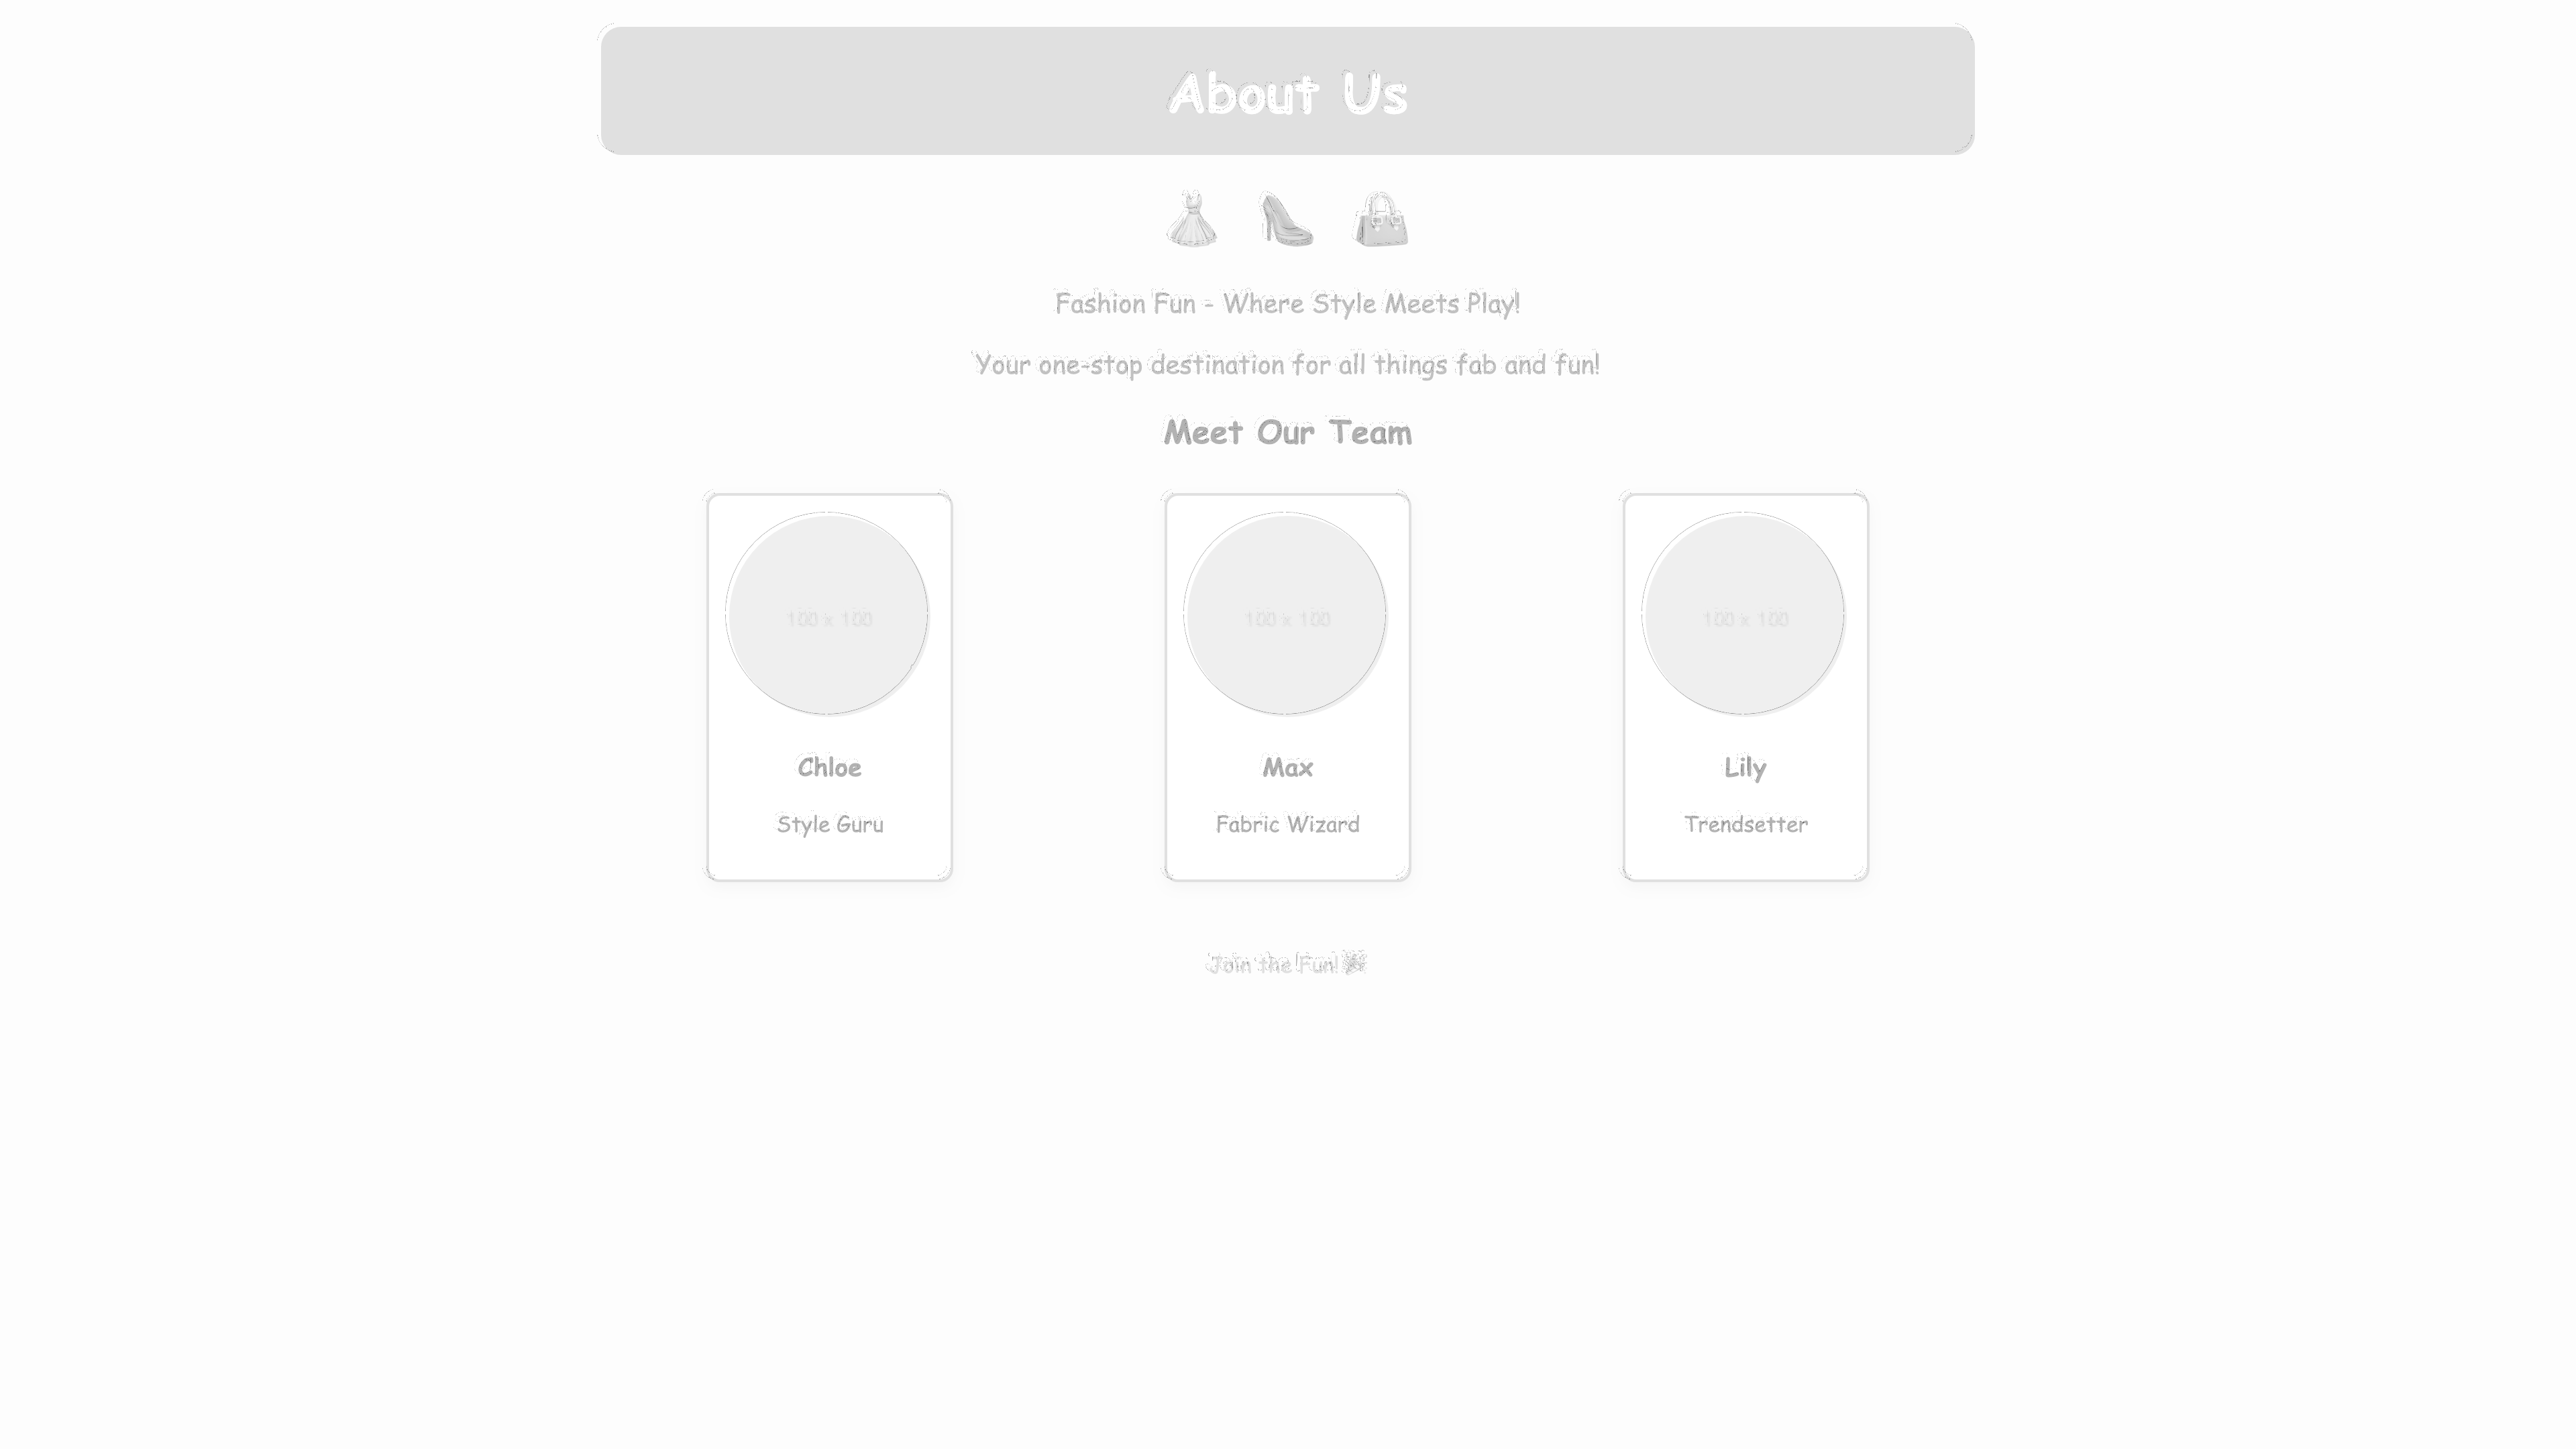 About Us
Fashion Fun - Where Style Meets Play!
Your one-stop destination for all things fab and fun!
Meet Our Team
100 x 100
100 x 100
100 x 100
Chloe
Max
Lily
Style Guru
Fabric Wizard
Trendsetter
Join the Fun! 🎉